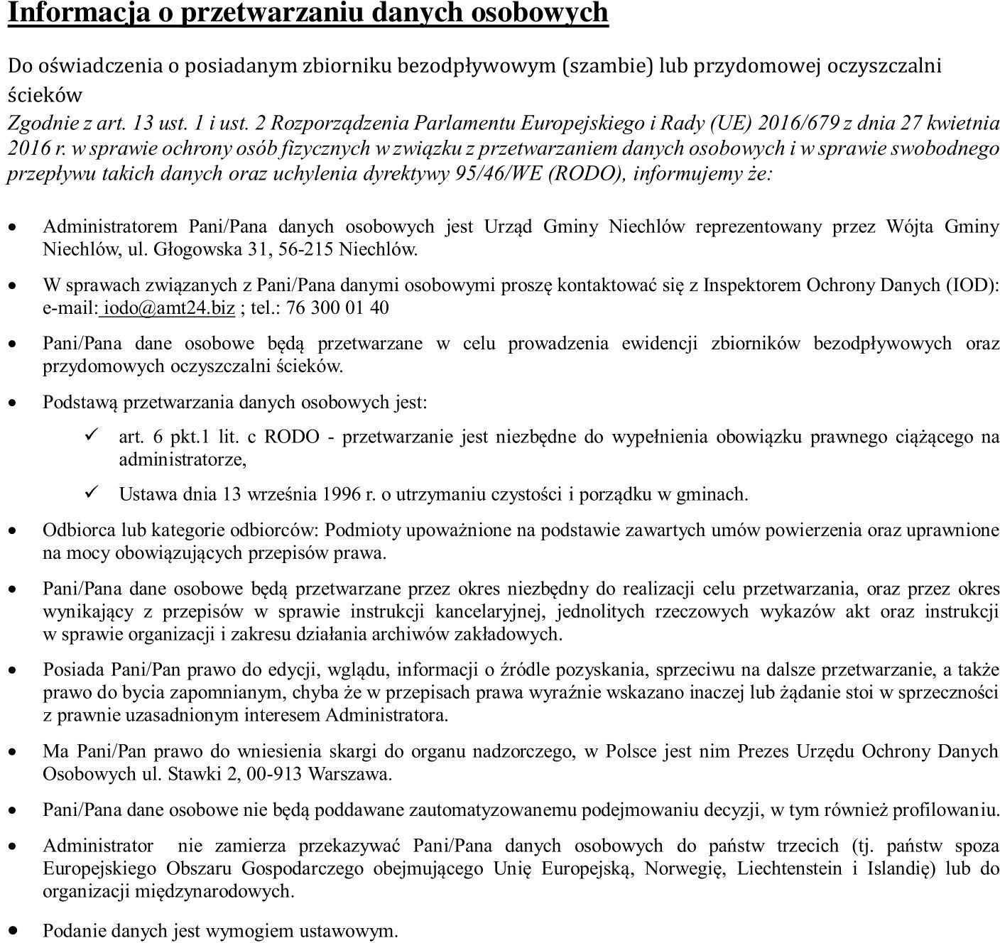 Informacja o przetwarzaniu danych osobowych
Do oświadczenia o posiadanym zbiorniku bezodpływowym (szambie) lub przydomowej oczyszczalni
ścieków
Zgodnie z art. 13 ust. 1 i ust. 2 Rozporządzenia Parlamentu Europejskiego i Rady (UE) 2016/679 z dnia 27 kwietnia
2016 r. w sprawie ochrony osób fizycznych w związku z przetwarzaniem danych osobowych i w sprawie swobodnego
przepływu takich danych oraz uchylenia dyrektywy 95/46/WE (RODO), informujemy że:
• Administratorem Pani/Pana danych osobowych jest Urząd Gminy Niechlów reprezentowany przez Wójta Gminy
Niechlów, ul. Głogowska 31, 56-215 Niechlów.
• W sprawach związanych z Pani/Pana danymi osobowymi proszę kontaktować się z Inspektorem Ochrony Danych (IOD):
e-mail: iodo@amt24.biz ; tel.: 76 300 01 40
• Pani/Pana dane osobowe będą przetwarzane w celu prowadzenia ewidencji zbiorników bezodpływowych oraz
przydomowych oczyszczalni ścieków.
• Podstawą przetwarzania danych osobowych jest:
✓ art. 6 pkt.1 lit. c RODO - przetwarzanie jest niezbędne do wypełnienia obowiązku prawnego ciążącego na
administratorze,
✓ Ustawa dnia 13 września 1996 r. o utrzymaniu czystości i porządku w gminach.
• Odbiorca lub kategorie odbiorców: Podmioty upoważnione na podstawie zawartych umów powierzenia oraz uprawnione
na mocy obowiązujących przepisów prawa.
• Pani/Pana dane osobowe będą przetwarzane przez okres niezbędny do realizacji celu przetwarzania, oraz przez okres
wynikający z przepisów w sprawie instrukcji kancelaryjnej, jednolitych rzeczowych wykazów akt oraz instrukcji
w sprawie organizacji i zakresu działania archiwów zakładowych.
• Posiada Pani/Pan prawo do edycji, wglądu, informacji o źródle pozyskania, sprzeciwu na dalsze przetwarzanie, a także
prawo do bycia zapomnianym, chyba że w przepisach prawa wyraźnie wskazano inaczej lub żądanie stoi w sprzeczności
z prawnie uzasadnionym interesem Administratora.
• Ma Pani/Pan prawo do wniesienia skargi do organu nadzorczego, w Polsce jest nim Prezes Urzędu Ochrony Danych
Osobowych ul. Stawki 2, 00-913 Warszawa.
• Pani/Pana dane osobowe nie będą poddawane zautomatyzowanemu podejmowaniu decyzji, w tym również profilowaniu.
• Administrator nie zamierza przekazywać Pani/Pana danych osobowych do państw trzecich (tj. państw spoza
Europejskiego Obszaru Gospodarczego obejmującego Unię Europejską, Norwegię, Liechtenstein i Islandię) lub do
organizacji międzynarodowych.
• Podanie danych jest wymogiem ustawowym.